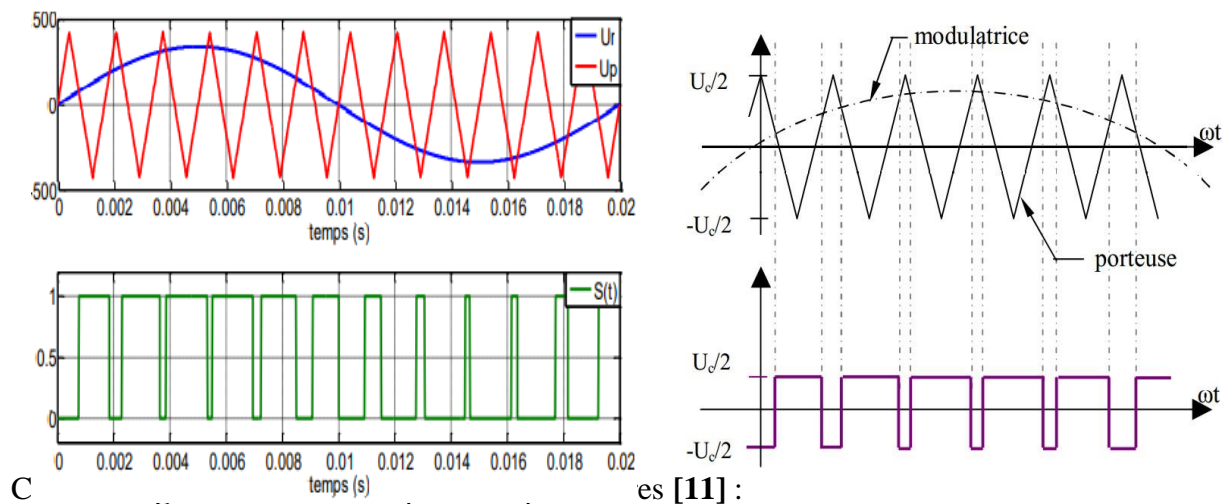 500
0
-500
Ur
Up
0 0.002 0.004 0.006 0.008 0.01 0.012 0.014 0.016 0.018 0.02
temps (s)
1
0.5
0
S(t)
0 0.002 0.004 0.006 0.008 0.01 0.012 0.014 0.016 0.018 0.02
temps (s)
modulatrice
Uc/2
ωt
-Uc/2
porteuse
Uc/2
ωt
-Uc/2
res [11] :